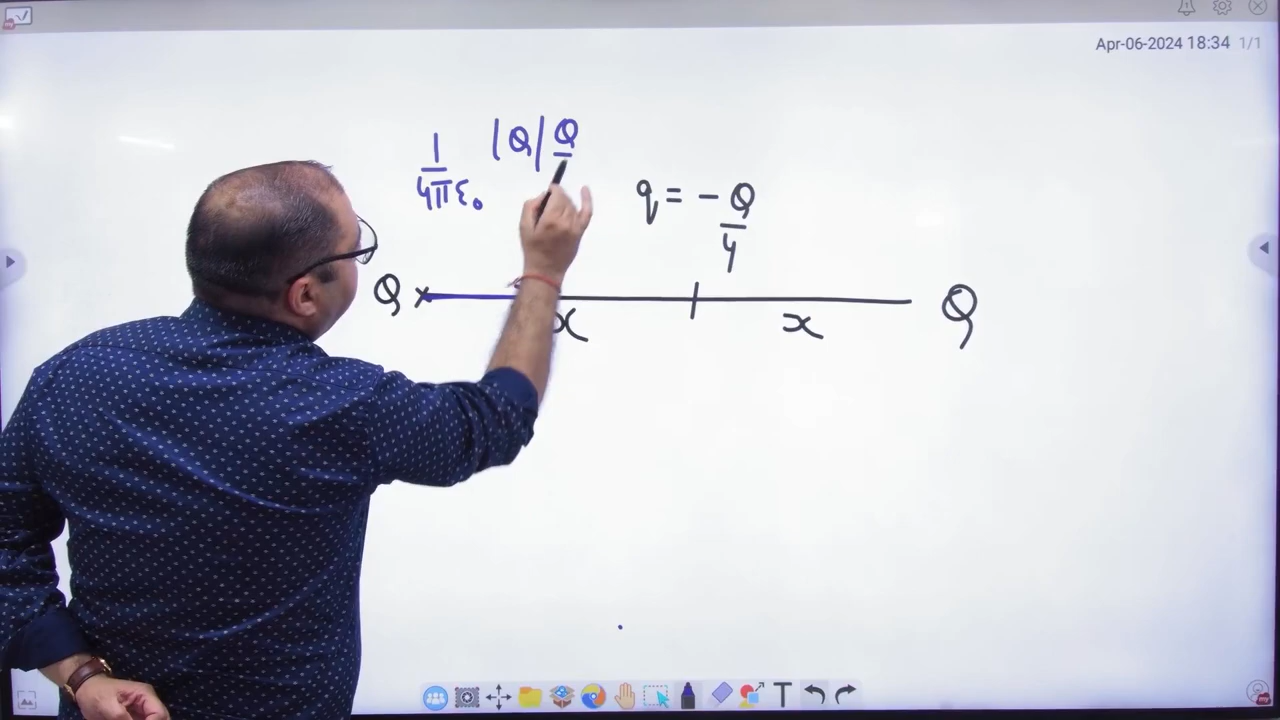 Apr-06-2024 18:34 1/1
1/4πε₀ |Q| Q
q = - Q/4
Q x Q
x x
T